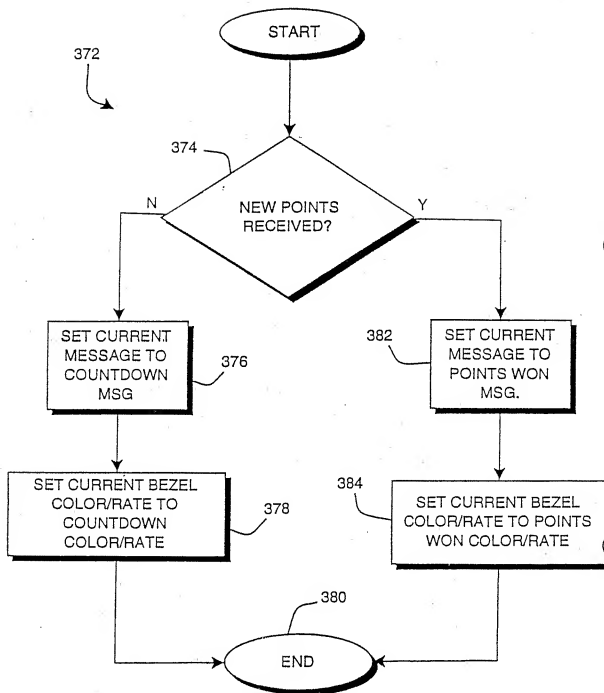 START
372
374
NEW POINTS
RECEIVED?
N
Y
SET CURRENT
MESSAGE TO
COUNTDOWN
MSG
376
382
SET CURRENT
MESSAGE TO
POINTS WON
MSG.
SET CURRENT BEZEL
COLOR/RATE TO
COUNTDOWN
COLOR/RATE
378
384
SET CURRENT BEZEL
COLOR/RATE TO POINTS
WON COLOR/RATE
380
END